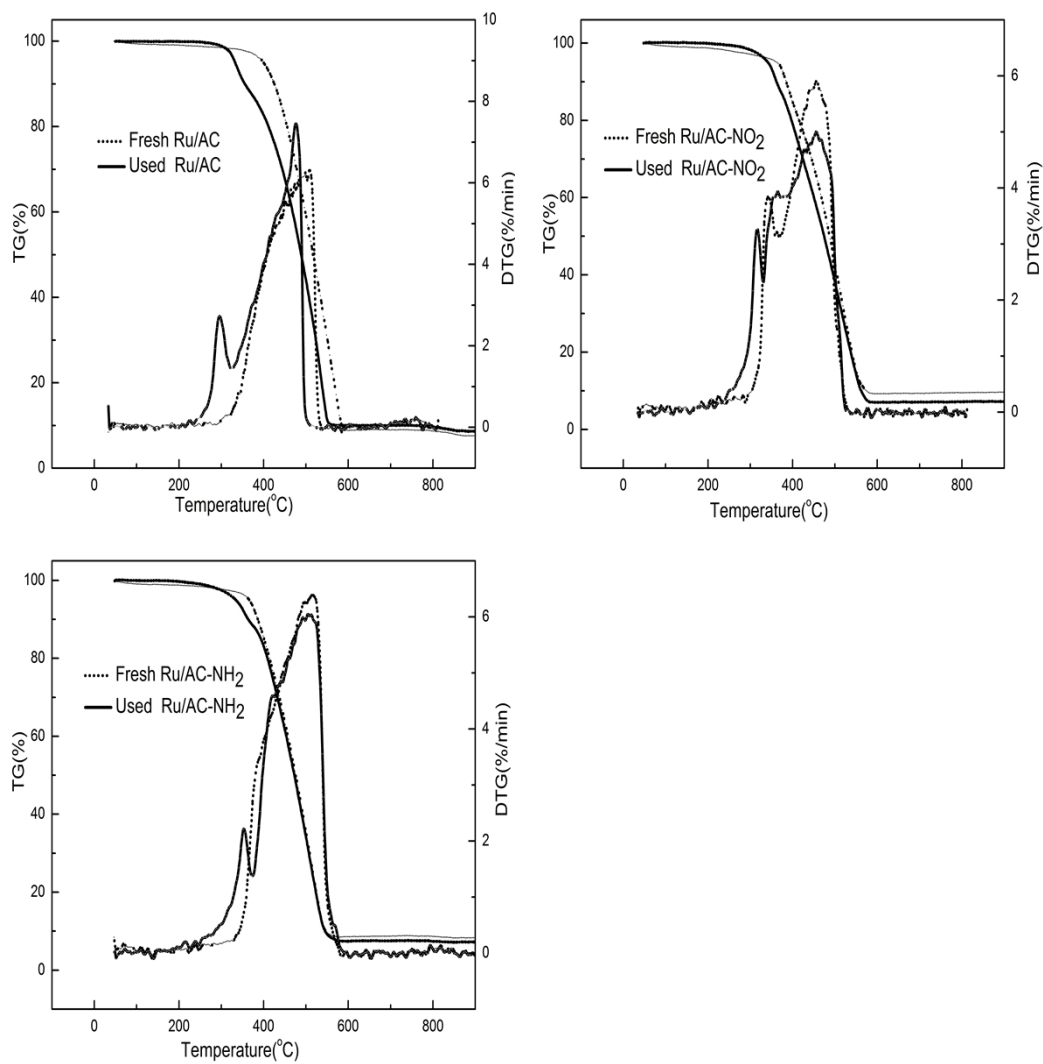 10
100
8
80
Fresh Ru/AC
Used Ru/AC
6
60
TG(%)
DTG(%/min)
4
40
2
20
0
0
0 200 400 600 800
Temperature(°C)
100
6
80
Fresh Ru/AC-NO2
Used Ru/AC-NO2
4
60
TG(%)
DTG(%/min)
40
2
20
0
0
0 200 400 600 800
Temperature(°C)
100
6
80
Fresh Ru/AC-NH2
Used Ru/AC-NH2
4
60
TG(%)
DTG(%/min)
40
2
20
0
0
0 200 400 600 800
Temperature(°C)